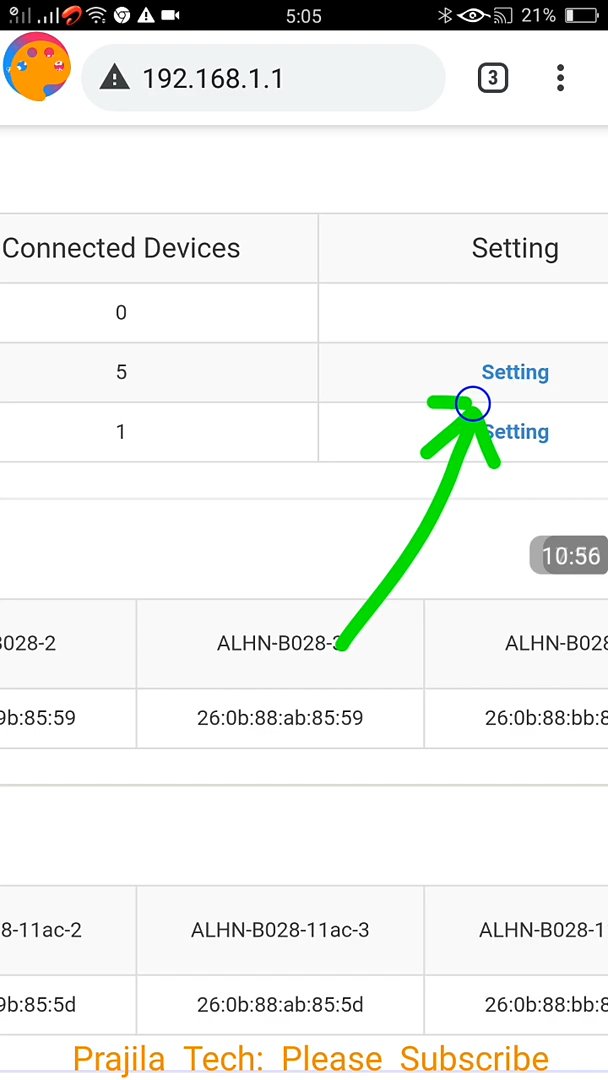 5:05
21%
192.168.1.1
3
Connected Devices
Setting
0
5
Setting
1
Setting
10:56
028-2
ALHN-B028-
ALHN-B028
9b:85:59
26:0b:88:ab:85:59
26:0b:88:bb:8
8-11ac-2
ALHN-B028-11ac-3
ALHN-B028-1
9b:85:5d
26:0b:88:ab:85:5d
26:0b:88:bb:8
Prajila Tech: Please Subscribe